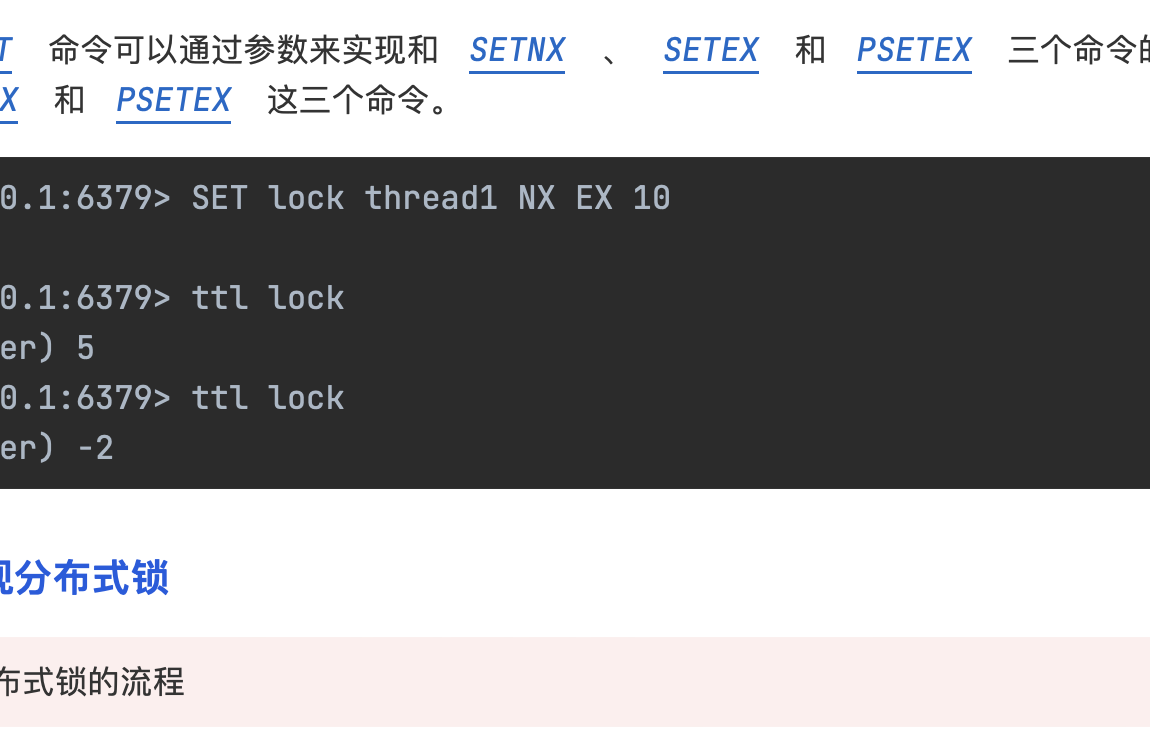 T 命令可以通过参数来实现和 SETNX 、 SETEX 和 PSETEX 三个命令的
X 和 PSETEX 这三个命令。
0.1:6379> SET lock thread1 NX EX 10
0.1:6379> ttl lock
er) 5
0.1:6379> ttl lock
er) -2
现分布式锁
布式锁的流程